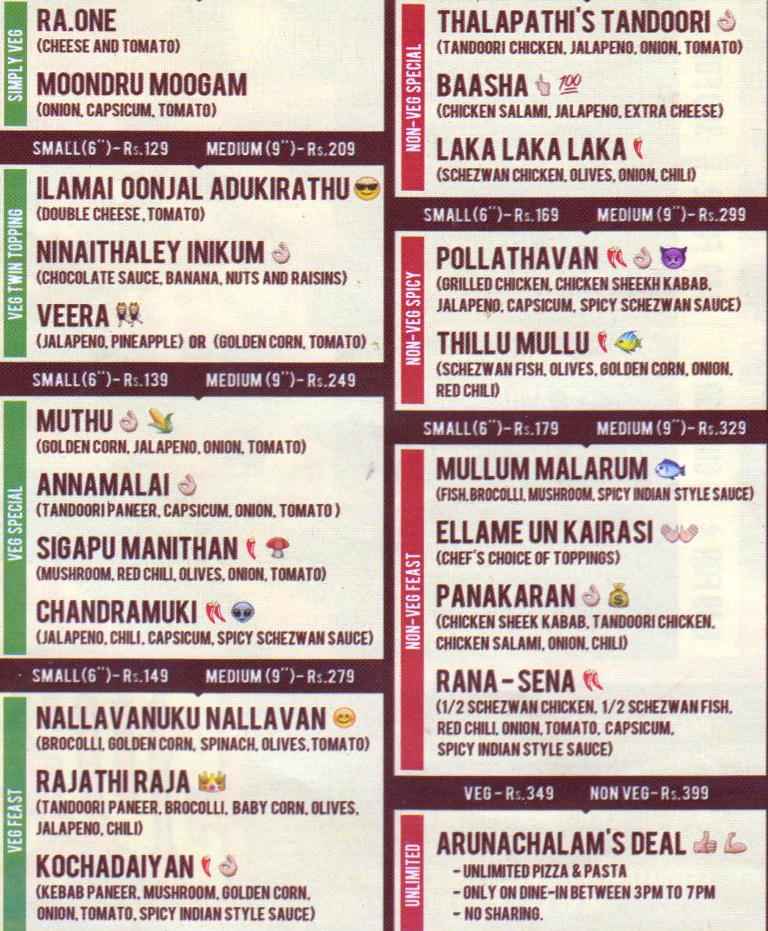 SIMPLY VEG
RA.ONE
(CHEESE AND TOMATO)
MOONDRU MOOGAM
(ONION, CAPSICUM, TOMATO)
SMALL(6")-Rs.129 MEDIUM (9")-Rs.209
VEG TWIN TOPPING
ILAMAI OONJAL ADUKIRATHU 😎
(DOUBLE CHEESE, TOMATO)
NINAITHALEY INIKUM 👌
(CHOCOLATE SAUCE, BANANA, NUTS AND RAISINS)
VEERA 👯
(JALAPENO, PINEAPPLE) OR (GOLDEN CORN, TOMATO)
SMALL(6")-Rs.139 MEDIUM (9")-Rs.249
VEG SPECIAL
MUTHU 👌 🌽
(GOLDEN CORN, JALAPENO, ONION, TOMATO)
ANNAMALAI 👌
(TANDOORI PANEER, CAPSICUM, ONION, TOMATO )
SIGAPU MANITHAN 🌶 🍄
(MUSHROOM, RED CHILI, OLIVES, ONION, TOMATO)
CHANDRAMUKI 🌶 👽
(JALAPENO, CHILI, CAPSICUM, SPICY SCHEZWAN SAUCE)
SMALL(6")-Rs.149 MEDIUM (9")-Rs.279
VEG FEAST
NALLAVANUKU NALLAVAN 😊
(BROCOLLI, GOLDEN CORN, SPINACH, OLIVES, TOMATO)
RAJATHI RAJA 👑
(TANDOORI PANEER, BROCOLLI, BABY CORN, OLIVES,
JALAPENO, CHILI)
KOCHADAIYAN 🌶 👌
(KEBAB PANEER, MUSHROOM, GOLDEN CORN,
ONION, TOMATO, SPICY INDIAN STYLE SAUCE)
NON-VEG SPECIAL
THALAPATHI'S TANDOORI 👌
(TANDOORI CHICKEN, JALAPENO, ONION, TOMATO)
BAASHA 👆 💯
(CHICKEN SALAMI, JALAPENO, EXTRA CHEESE)
LAKA LAKA LAKA 🌶
(SCHEZWAN CHICKEN, OLIVES, ONION, CHILI)
SMALL(6")-Rs.169 MEDIUM (9")-Rs.299
NON-VEG SPICY
POLLATHAVAN 🌶 👌 😈
(GRILLED CHICKEN, CHICKEN SHEEKH KABAB,
JALAPENO, CAPSICUM, SPICY SCHEZWAN SAUCE)
THILLU MULLU 🌶 🐠
(SCHEZWAN FISH, OLIVES, GOLDEN CORN, ONION,
RED CHILI)
SMALL(6")-Rs.179 MEDIUM (9")-Rs.329
NON-VEG FEAST
MULLUM MALARUM 🐟
(FISH,BROCOLLI, MUSHROOM, SPICY INDIAN STYLE SAUCE)
ELLAME UN KAIRASI 👐
(CHEF'S CHOICE OF TOPPINGS)
PANAKARAN 👌 💰
(CHICKEN SHEEK KABAB, TANDOORI CHICKEN,
CHICKEN SALAMI, ONION, CHILI)
RANA-SENA 🌶
(1/2 SCHEZWAN CHICKEN, 1/2 SCHEZWAN FISH,
RED CHILI, ONION, TOMATO, CAPSICUM,
SPICY INDIAN STYLE SAUCE)
VEG-Rs.349 NON VEG-Rs.399
UNLIMITED
ARUNACHALAM'S DEAL 👍 💪
- UNLIMITED PIZZA & PASTA
- ONLY ON DINE-IN BETWEEN 3PM TO 7PM
- NO SHARING.